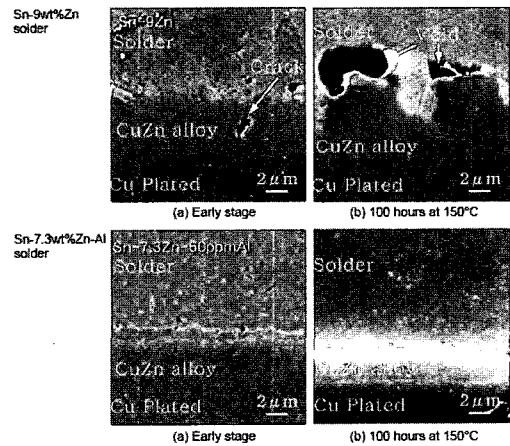 Sn-9wt%Zn
solder
Sn-9Zn
Solder
Crack
CuZn alloy
Cu Plated
2μm
(a) Early stage
Solder
Void
CuZn alloy
Cu Plated
2μm
(b) 100 hours at 150°C
Sn-7.3wt%Zn-Al
solder
Sn-7.3Zn-60ppmAl
Solder
CuZn alloy
Cu Plated
2μm
(a) Early stage
Solder
CuZn alloy
Cu Plated
2μm
(b) 100 hours at 150°C